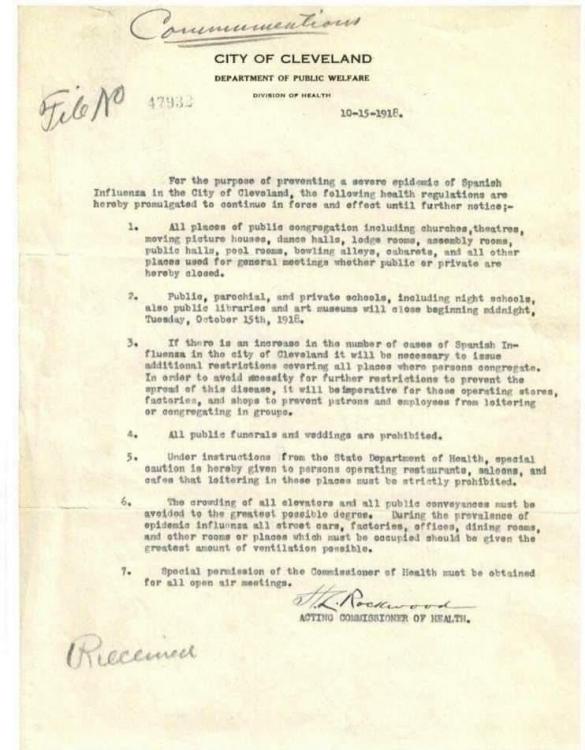 Communications
CITY OF CLEVELAND
DEPARTMENT OF PUBLIC WELFARE
DIVISION OF HEALTH
File No 47932
10-15-1918.
For the purpose of preventing a severe epidemic of Spanish
Influenza in the City of Cleveland, the following health regulations are
hereby promulgated to continue in force and effect until further notice;-
1. All places of public congregation including churches,theatres,
moving picture houses, dance halls, lodge rooms, assembly rooms,
public halls, pool rooms, bowling alleys, cabarets, and all other
places used for general meetings whether public or private are
hereby closed.
2. Public, parochial, and private schools, including night schools,
also public libraries and art museums will close beginning midnight,
Tuesday, October 15th, 1918.
3. If there is an increase in the number of cases of Spanish In-
fluenza in the city of Cleveland it will be necessary to issue
additional restrictions covering all places where persons congregate.
In order to avoid necessity for further restrictions to prevent the
spread of this disease, it will be imperative for those operating stores,
factories, and shops to prevent patrons and employees from loitering
or congregating in groups.
4. All public funerals and weddings are prohibited.
5. Under instructions from the State Department of Health, special
caution is hereby given to persons operating restaurants, saloons, and
cafes that loitering in these places must be strictly prohibited.
6. The crowding of all elevators and all public conveyances must be
avoided to the greatest possible degree. During the prevalence of
epidemic influenza all street cars, factories, offices, dining rooms,
and other rooms or places which must be occupied should be given the
greatest amount of ventilation possible.
7. Special permission of the Commissioner of Health must be obtained
for all open air meetings.
H.L. Rockwood
ACTING COMMISSIONER OF HEALTH.
Received